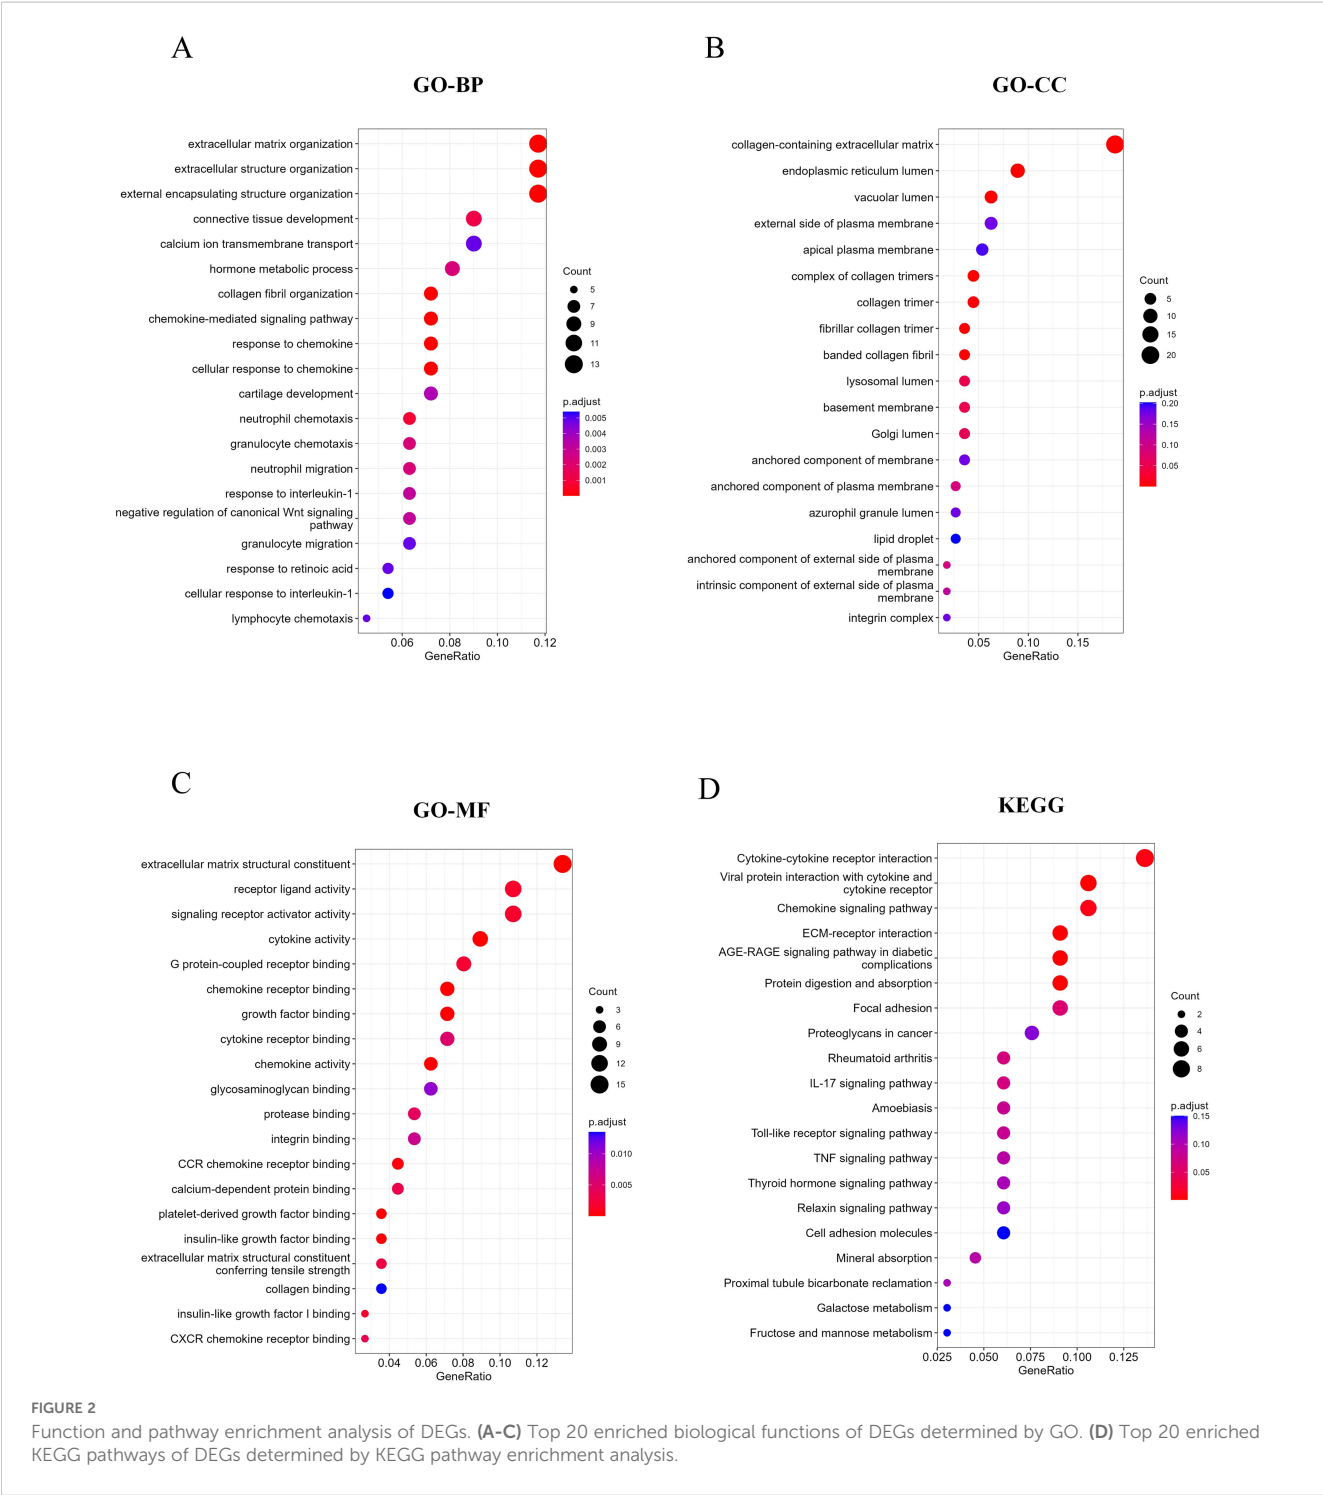 A
GO-BP
extracellular matrix organization
extracellular structure organization
external encapsulating structure organization
connective tissue development
calcium ion transmembrane transport
hormone metabolic process
collagen fibril organization
chemokine-mediated signaling pathway
response to chemokine
cellular response to chemokine
cartilage development
neutrophil chemotaxis
granulocyte chemotaxis
neutrophil migration
response to interleukin-1
negative regulation of canonical Wnt signaling
pathway
granulocyte migration
response to retinoic acid
cellular response to interleukin-1
lymphocyte chemotaxis
0.06 0.08 0.10 0.12
GeneRatio
Count
5
7
9
11
13
p.adjust
0.005
0.004
0.003
0.002
0.001
B
GO-CC
collagen-containing extracellular matrix
endoplasmic reticulum lumen
vacuolar lumen
external side of plasma membrane
apical plasma membrane
complex of collagen trimers
collagen trimer
fibrillar collagen trimer
banded collagen fibril
lysosomal lumen
basement membrane
Golgi lumen
anchored component of membrane
anchored component of plasma membrane
azurophil granule lumen
lipid droplet
anchored component of external side of plasma
membrane
intrinsic component of external side of plasma
membrane
integrin complex
0.05 0.10 0.15
GeneRatio
Count
5
10
15
20
p.adjust
0.20
0.15
0.10
0.05
C
GO-MF
extracellular matrix structural constituent
receptor ligand activity
signaling receptor activator activity
cytokine activity
G protein-coupled receptor binding
chemokine receptor binding
growth factor binding
cytokine receptor binding
chemokine activity
glycosaminoglycan binding
protease binding
integrin binding
CCR chemokine receptor binding
calcium-dependent protein binding
platelet-derived growth factor binding
insulin-like growth factor binding
extracellular matrix structural constituent
conferring tensile strength
collagen binding
insulin-like growth factor I binding
CXCR chemokine receptor binding
0.04 0.06 0.08 0.10 0.12
GeneRatio
Count
3
6
9
12
15
p.adjust
0.010
0.005
D
KEGG
Cytokine-cytokine receptor interaction
Viral protein interaction with cytokine and
cytokine receptor
Chemokine signaling pathway
ECM-receptor interaction
AGE-RAGE signaling pathway in diabetic
complications
Protein digestion and absorption
Focal adhesion
Proteoglycans in cancer
Rheumatoid arthritis
IL-17 signaling pathway
Amoebiasis
Toll-like receptor signaling pathway
TNF signaling pathway
Thyroid hormone signaling pathway
Relaxin signaling pathway
Cell adhesion molecules
Mineral absorption
Proximal tubule bicarbonate reclamation
Galactose metabolism
Fructose and mannose metabolism
0.025 0.050 0.075 0.100 0.125
GeneRatio
Count
2
4
6
8
p.adjust
0.15
0.10
0.05
FIGURE 2
Function and pathway enrichment analysis of DEGs. (A-C) Top 20 enriched biological functions of DEGs determined by GO. (D) Top 20 enriched
KEGG pathways of DEGs determined by KEGG pathway enrichment analysis.